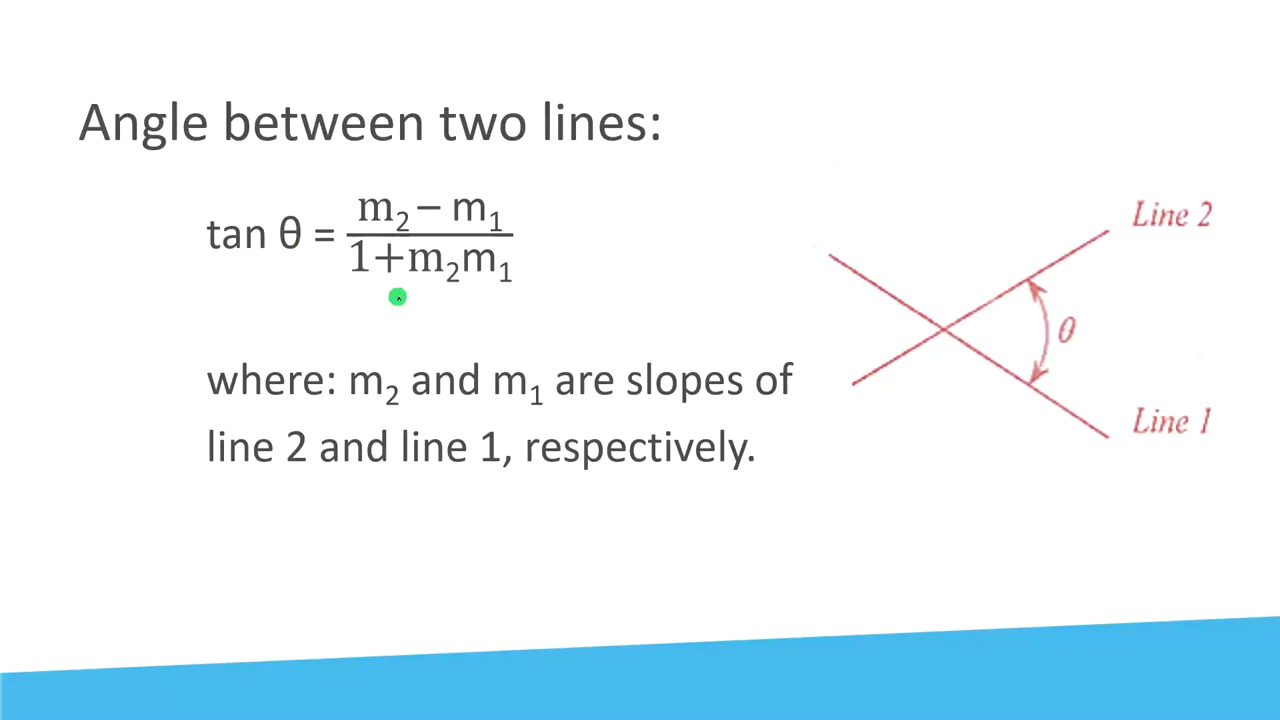 Angle between two lines:
tan θ = m₂ – m₁ / 1+m₂m₁
where: m₂ and m₁ are slopes of
line 2 and line 1, respectively.
Line 2
θ
Line 1